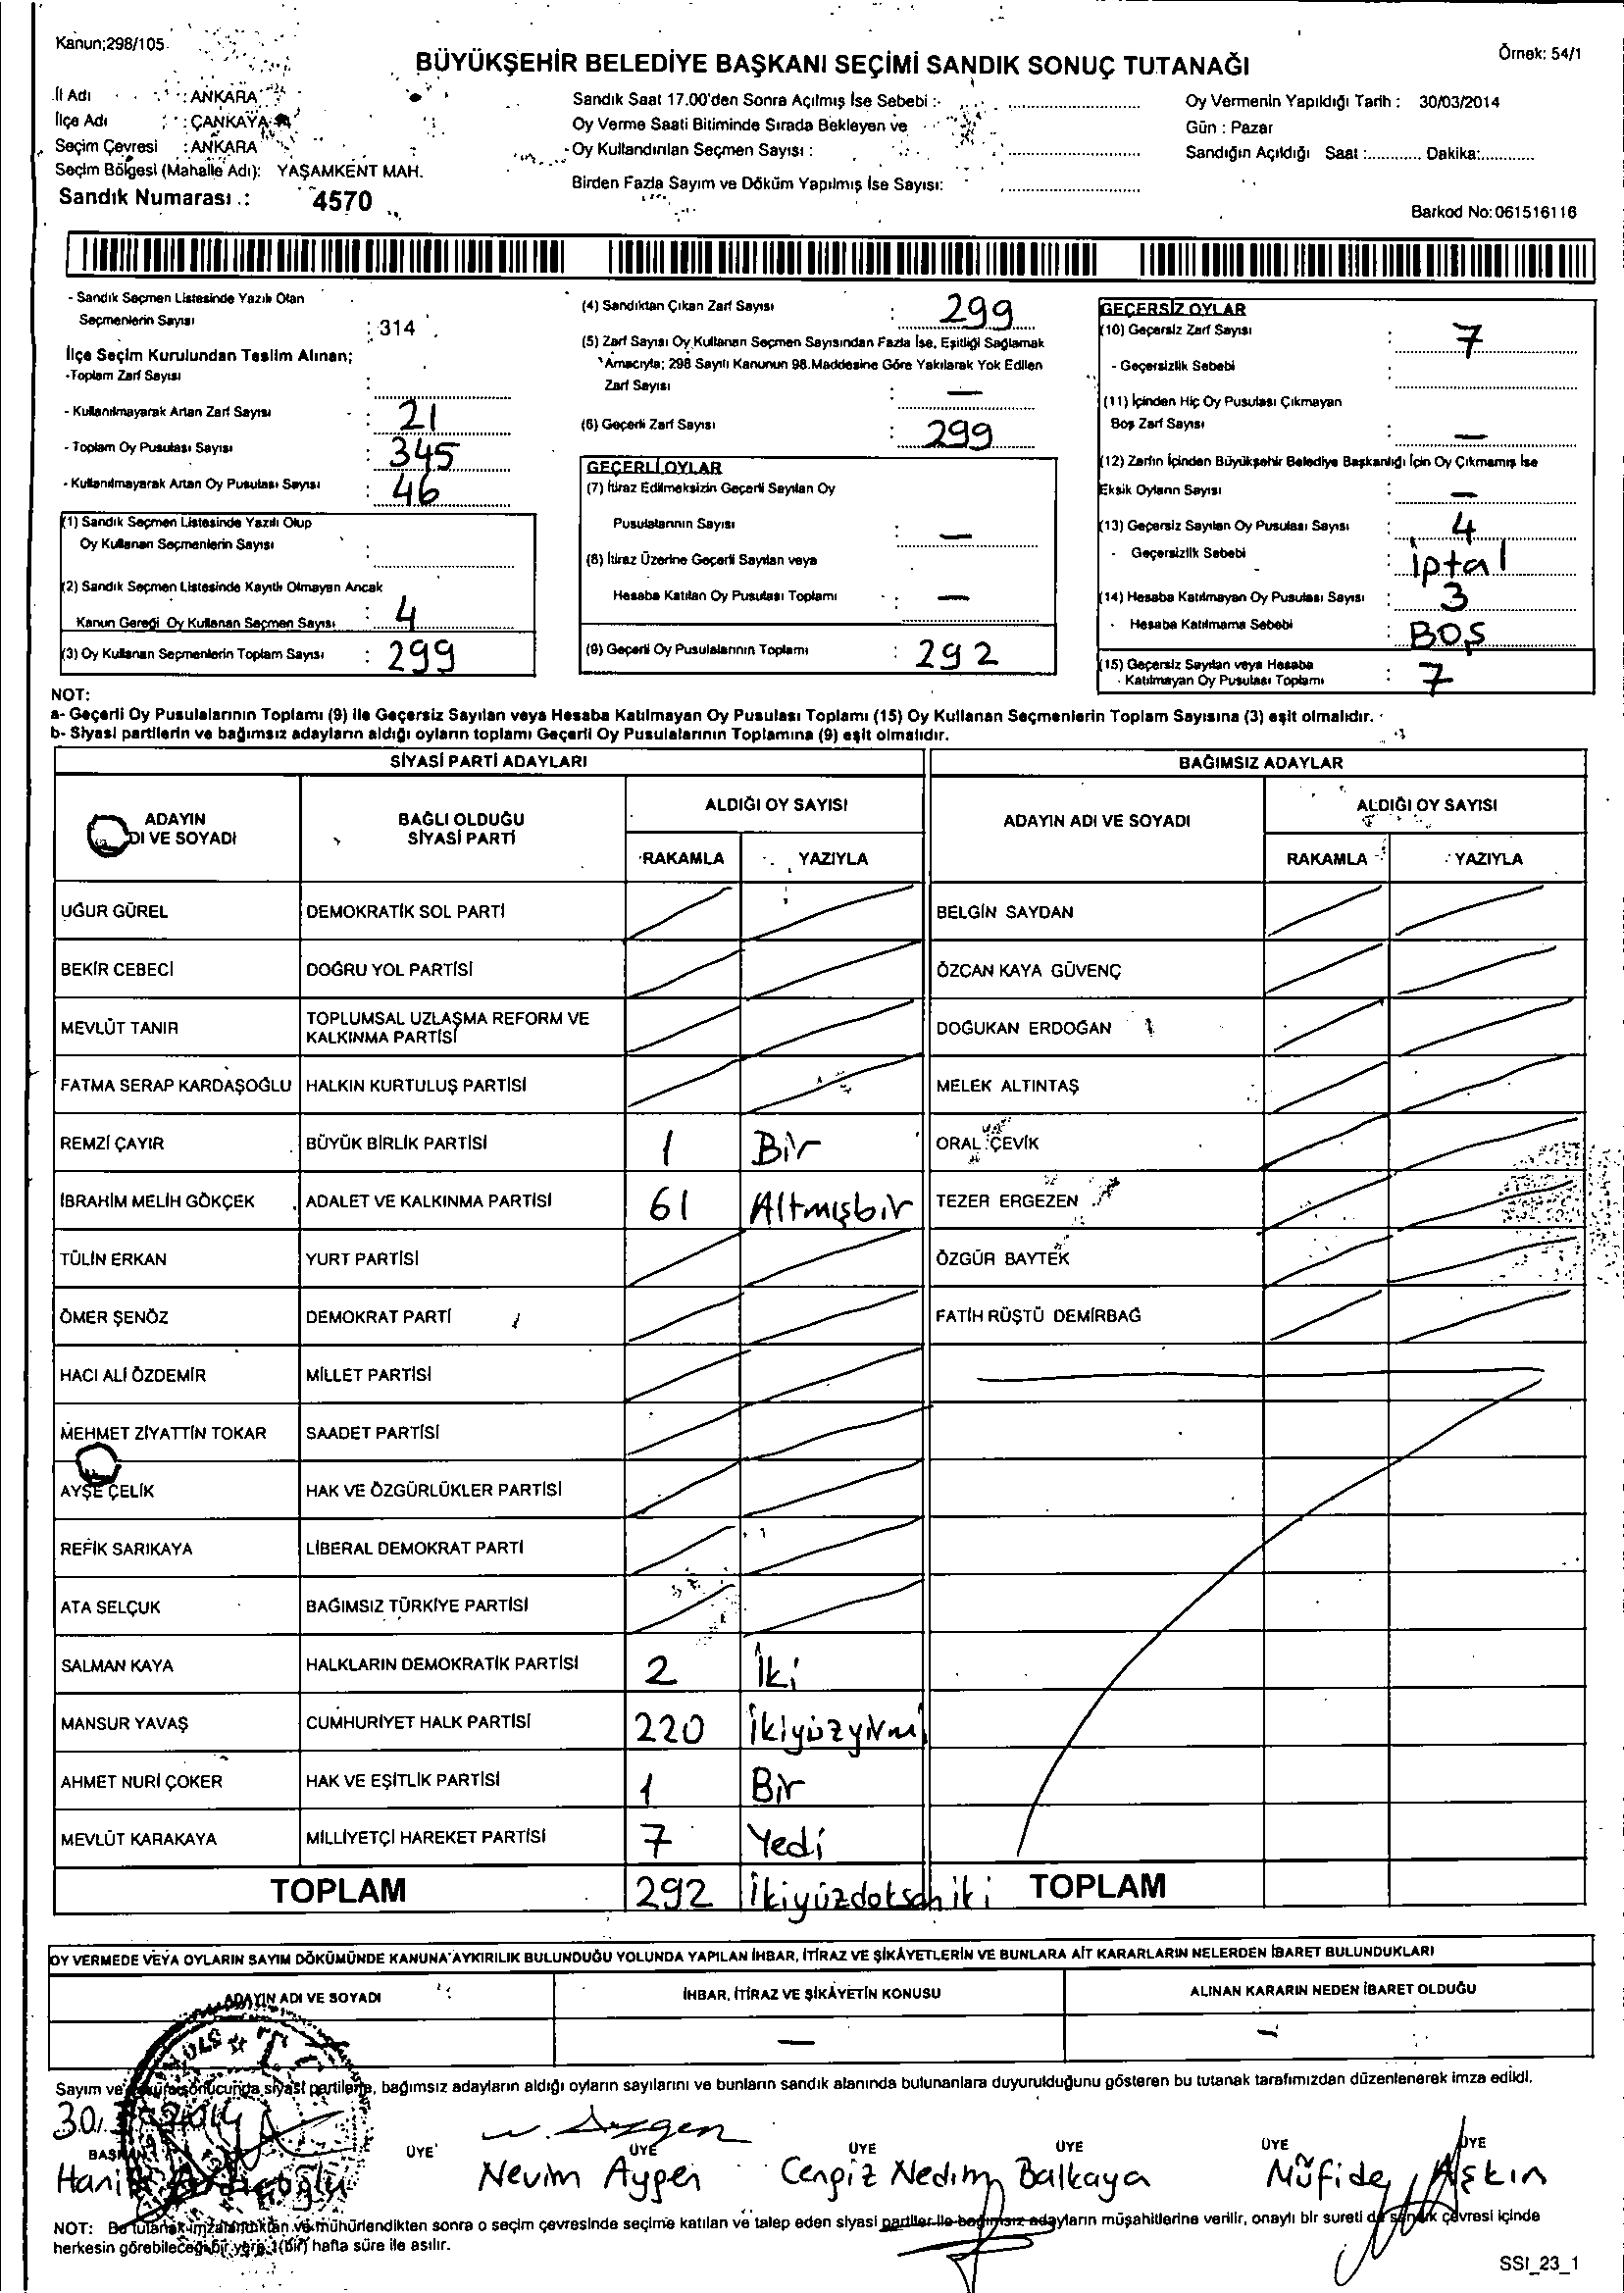 Kanun;298/105
Örnek: 54/1
BÜYÜKŞEHİR BELEDİYE BAŞKANI SEÇİMİ SANDIK SONUÇ TUTANAĞI
İl Adı : ANKARA
İlçe Adı : ÇANKAYA
Seçim Çevresi : ANKARA
Seçim Bölgesi (Mahalle Adı): YAŞAMKENT MAH.
Sandık Numarası .: 4570
Sandık Saat 17.00'den Sonra Açılmış İse Sebebi :
Oy Verme Saati Bitiminde Sırada Bekleyen ve
Oy Kullandırılan Seçmen Sayısı :
Birden Fazla Sayım ve Döküm Yapılmış İse Sayısı:
Oy Vermenin Yapıldığı Tarih : 30/03/2014
Gün : Pazar
Sandığın Açıldığı Saat :............ Dakika:............
Barkod No:061516116
- Sandık Seçmen Listesinde Yazılı Olan
Seçmenlerin Sayısı : 314
İlçe Seçim Kurulundan Teslim Alınan;
-Toplam Zarf Sayısı
- Kullanılmayarak Artan Zarf Sayısı : 21
- Toplam Oy Pusulası Sayısı : 345
- Kullanılmayarak Artan Oy Pusulası Sayısı : 46
(1) Sandık Seçmen Listesinde Yazılı Olup
Oy Kullanan Seçmenlerin Sayısı :
(2) Sandık Seçmen Listesinde Kayıtlı Olmayan Ancak
Kanun Gereği Oy Kullanan Seçmen Sayısı : 4
(3) Oy Kullanan Seçmenlerin Toplam Sayısı : 299
(4) Sandıktan Çıkan Zarf Sayısı : 299
(5) Zarf Sayısı Oy Kullanan Seçmen Sayısından Fazla İse, Eşitliği Sağlamak
Amacıyla; 298 Sayılı Kanunun 98.Maddesine Göre Yakılarak Yok Edilen
Zarf Sayısı : —
(6) Geçerli Zarf Sayısı : 299
GEÇERLİ OYLAR
(7) İtiraz Edilmeksizin Geçerli Sayılan Oy
Pusulalarının Sayısı : —
(8) İtiraz Üzerine Geçerli Sayılan veya
Hesaba Katılan Oy Pusulası Toplamı : —
(9) Geçerli Oy Pusulalarının Toplamı : 292
GEÇERSİZ OYLAR
(10) Geçersiz Zarf Sayısı : 7
- Geçersizlik Sebebi :
(11) İçinden Hiç Oy Pusulası Çıkmayan
Boş Zarf Sayısı : —
(12) Zarfın İçinden Büyükşehir Belediye Başkanlığı İçin Oy Çıkmamış İse
Eksik Oyların Sayısı : —
(13) Geçersiz Sayılan Oy Pusulası Sayısı : 4
- Geçersizlik Sebebi : iptal
(14) Hesaba Katılmayan Oy Pusulası Sayısı : 3
- Hesaba Katılmama Sebebi : BOŞ
(15) Geçersiz Sayılan veya Hesaba
Katılmayan Oy Pusulası Toplamı : 7
NOT:
a- Geçerli Oy Pusulalarının Toplamı (9) ile Geçersiz Sayılan veya Hesaba Katılmayan Oy Pusulası Toplamı (15) Oy Kullanan Seçmenlerin Toplam Sayısına (3) eşit olmalıdır.
b- Siyasi partilerin ve bağımsız adayların aldığı oyların toplamı Geçerli Oy Pusulalarının Toplamına (9) eşit olmalıdır.
SİYASİ PARTİ ADAYLARI BAĞIMSIZ ADAYLAR
ADAYIN
DI VE SOYADI
BAĞLI OLDUĞU
SİYASİ PARTİ
ALDIĞI OY SAYISI
RAKAMLA YAZIYLA
ADAYIN ADI VE SOYADI
ALDIĞI OY SAYISI
RAKAMLA YAZIYLA
UĞUR GÜREL DEMOKRATİK SOL PARTİ BELGİN SAYDAN
BEKİR CEBECİ DOĞRU YOL PARTİSİ ÖZCAN KAYA GÜVENÇ
MEVLÜT TANIR TOPLUMSAL UZLAŞMA REFORM VE
KALKINMA PARTİSİ DOĞUKAN ERDOĞAN
FATMA SERAP KARDAŞOĞLU HALKIN KURTULUŞ PARTİSİ MELEK ALTINTAŞ
REMZİ ÇAYIR BÜYÜK BİRLİK PARTİSİ 1 Bir ORAL ÇEVİK
İBRAHİM MELİH GÖKÇEK ADALET VE KALKINMA PARTİSİ 61 Altmışbir TEZER ERGEZEN
TÜLİN ERKAN YURT PARTİSİ ÖZGÜR BAYTEK
ÖMER ŞENÖZ DEMOKRAT PARTİ FATİH RÜŞTÜ DEMİRBAĞ
HACI ALİ ÖZDEMİR MİLLET PARTİSİ
MEHMET ZİYATTİN TOKAR SAADET PARTİSİ
AYŞE ÇELİK HAK VE ÖZGÜRLÜKLER PARTİSİ
REFİK SARIKAYA LİBERAL DEMOKRAT PARTİ
ATA SELÇUK BAĞIMSIZ TÜRKİYE PARTİSİ
SALMAN KAYA HALKLARIN DEMOKRATİK PARTİSİ 2 İki
MANSUR YAVAŞ CUMHURİYET HALK PARTİSİ 220 İkiyüzyirmi
AHMET NURİ ÇOKER HAK VE EŞİTLİK PARTİSİ 1 Bir
MEVLÜT KARAKAYA MİLLİYETÇİ HAREKET PARTİSİ 7 Yedi
TOPLAM 292 İkiyüzdoksaniki TOPLAM
OY VERMEDE VEYA OYLARIN SAYIM DÖKÜMÜNDE KANUNA AYKIRILIK BULUNDUĞU YOLUNDA YAPILAN İHBAR, İTİRAZ VE ŞİKÂYETLERİN VE BUNLARA AİT KARARLARIN NELERDEN İBARET BULUNDUKLARI
ADAYIN ADI VE SOYADI İHBAR, İTİRAZ VE ŞİKÂYETİN KONUSU ALINAN KARARIN NEDEN İBARET OLDUĞU
— — —
Sayım ve sonucunda siyasi partilerin, bağımsız adayların aldığı oyların sayılarını ve bunların sandık alanında bulunanlara duyurulduğunu gösteren bu tutanak tarafımızdan düzenlenerek imza edildi.
ÜYE ÜYE ÜYE ÜYE ÜYE ÜYE
Nevim Aygen Cengiz Nedim Balkaya Müfide Aşkın
NOT: Bu tutanak imzalandıktan ve mühürlendikten sonra o seçim çevresinde seçime katılan ve talep eden siyasi partiler ile bağımsız adayların müşahitlerine verilir, onaylı bir sureti de sandık çevresi içinde
herkesin görebileceği bir yere 1(bir) hafta süre ile asılır.
SSI_23_1